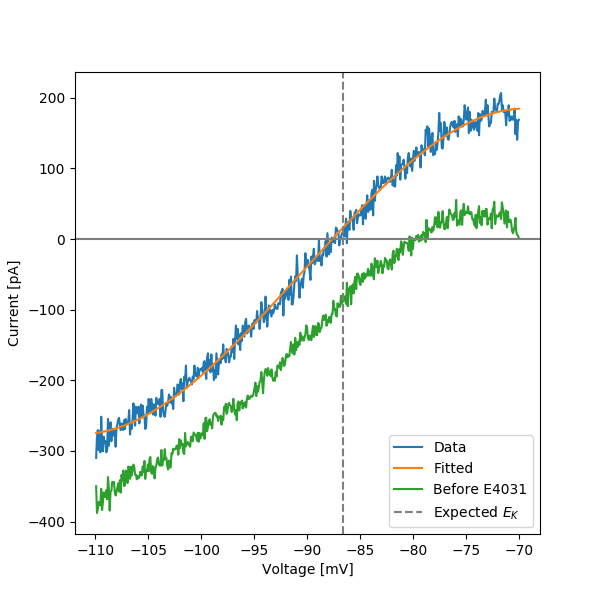 200
100
0
−100
−200
−300
−400
Current [pA]
−110
−105
−100
−95
−90
−85
−80
−75
−70
Voltage [mV]
Data
Fitted
Before E4031
Expected E_K